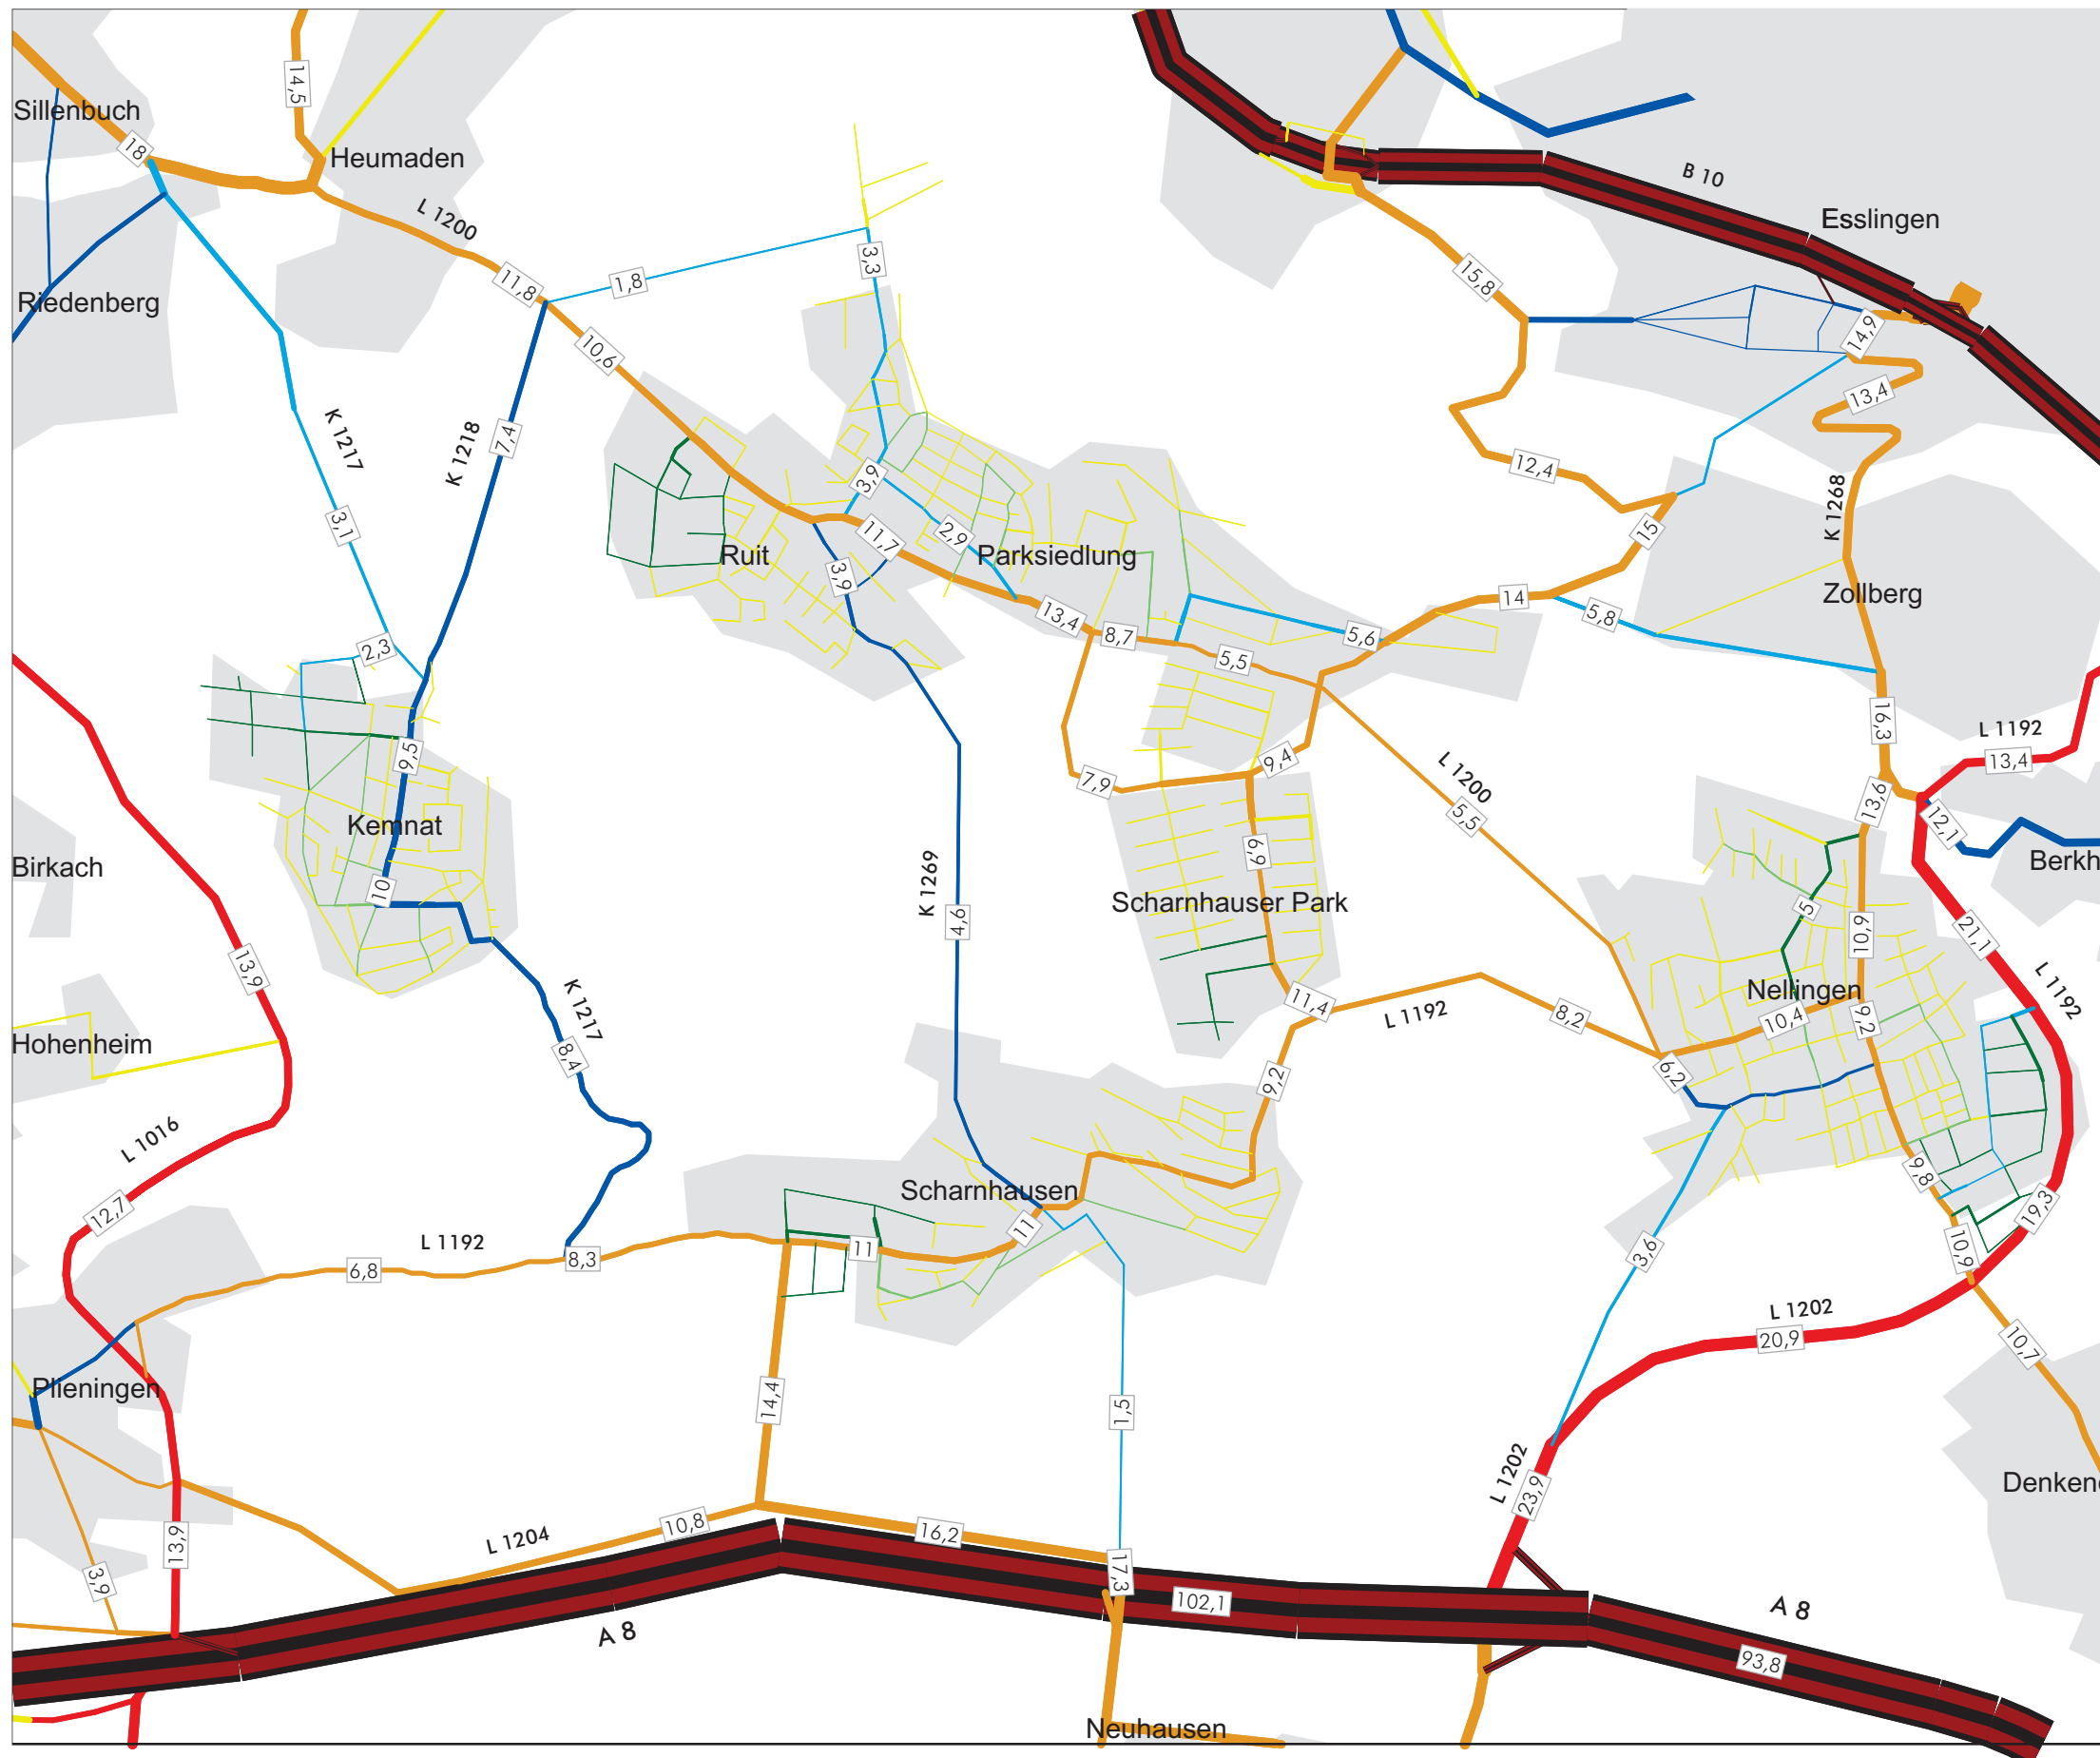 14,5
Sillenbuch
18
Heumaden
B 10
L 1200
Esslingen
3,3
11,8
1,8
15,8
Riedenberg
14,9
10,6
13,4
K 1217
K 1218
7,4
12,4
3,9
K 1268
3,1
11,7
2,9
15
Ruit
Parksiedlung
3,9
Zollberg
14
13,4
8,7
5,6
5,8
2,3
5,5
16,3
L 1192
13,4
9,5
9,4
7,9
L 1200
5,5
13,6
12,1
Kemnat
6,9
Birkach
Berkh
10
K 1269
4,6
Scharnhauser Park
5
10,9
21,1
13,9
Nellingen
L 1192
11,4
L 1192
8,2
10,4
9,2
K 1217
Hohenheim
8,4
6,2
9,2
L 1016
9,8
Scharnhausen
12,7
19,3
11
L 1192
11
3,6
10,9
8,3
6,8
L 1202
20,9
10,7
Plieningen
14,4
1,5
L 1202
23,9
Denken
10,8
16,2
L 1204
13,9
17,3
3,9
102,1
A 8
A 8
93,8
Neuhausen